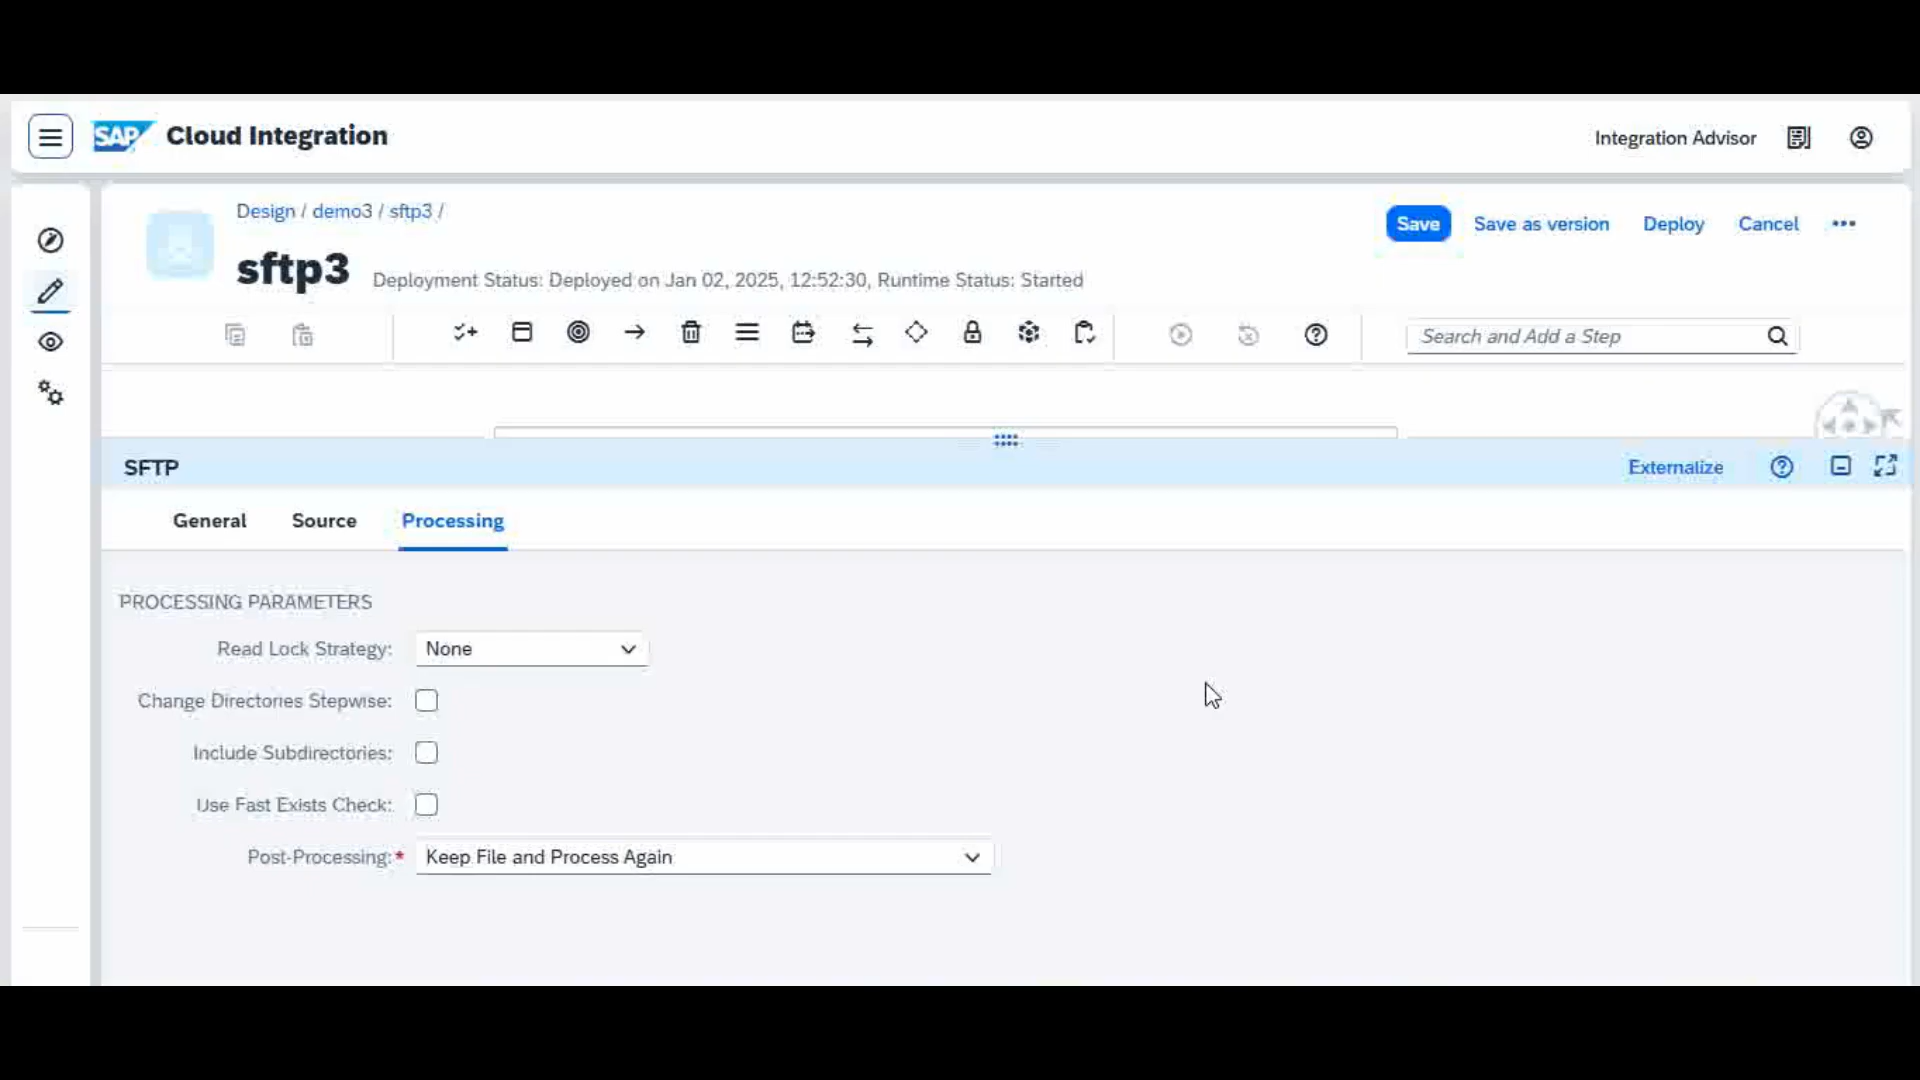 SAP Cloud Integration
Integration Advisor
Design / demo3 / sftp3 /
Save
Save as version
Deploy
Cancel
sftp3
Deployment Status: Deployed on Jan 02, 2025, 12:52:30, Runtime Status: Started
Search and Add a Step
SFTP
Externalize
General
Source
Processing
PROCESSING PARAMETERS
Read Lock Strategy: None
Change Directories Stepwise:
Include Subdirectories:
Use Fast Exists Check:
Post-Processing:* Keep File and Process Again